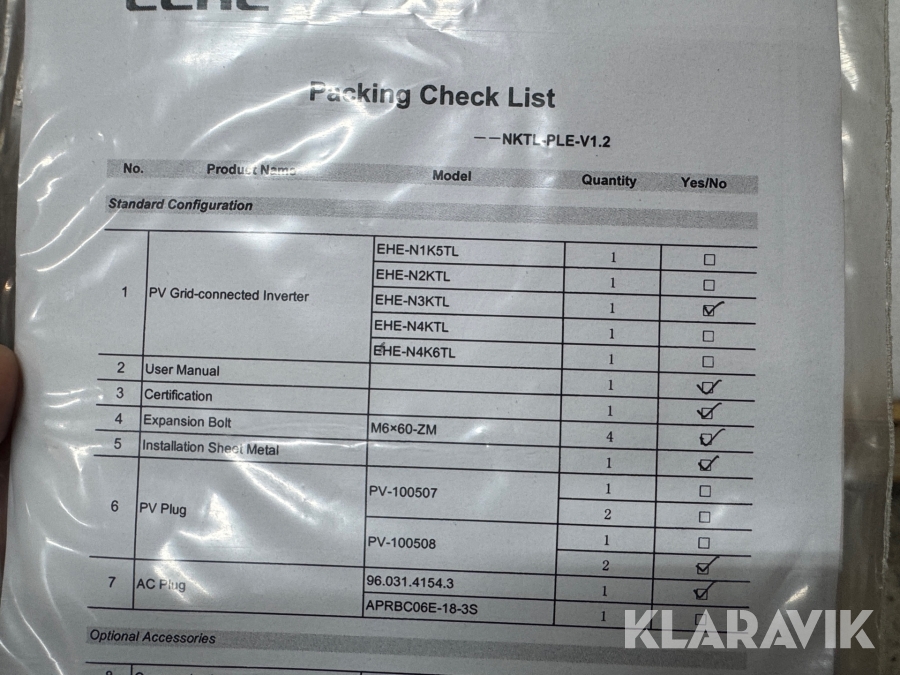 Packing Check List
——NKTL-PLE-V1.2
No. Product Name Model Quantity Yes/No
Standard Configuration
1 PV Grid-connected Inverter EHE-N1K5TL 1 ☐
EHE-N2KTL 1 ☐
EHE-N3KTL 1 ☑
EHE-N4KTL 1 ☐
EHE-N4K6TL 1 ☐
2 User Manual 1 ☑
3 Certification 1 ☑
4 Expansion Bolt M6×60-ZM 4 ☑
5 Installation Sheet Metal 1 ☑
6 PV Plug PV-100507 1 ☐
2 ☐
PV-100508 1 ☐
2 ☑
7 AC Plug 96.031.4154.3 1 ☑
APRBC06E-18-3S 1 ☐
Optional Accessories
KLARAVIK